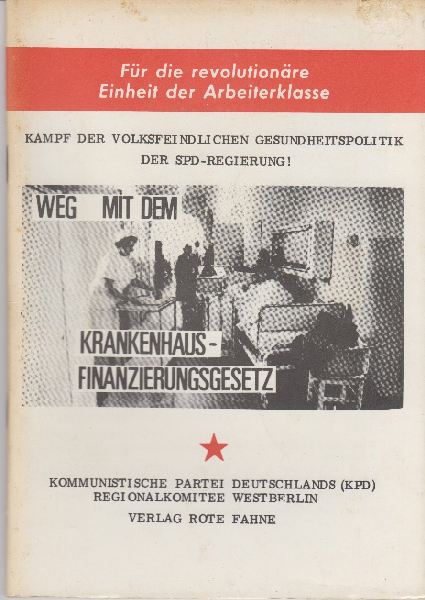 Für die revolutionäre
Einheit der Arbeiterklasse
KAMPF DER VOLKSFEINDLICHEN GESUNDHEITSPOLITIK
DER SPD-REGIERUNG!
WEG MIT DEM
KRANKENHAUS-
FINANZIERUNGSGESETZ
KOMMUNISTISCHE PARTEI DEUTSCHLANDS (KPD)
REGIONALKOMITEE WESTBERLIN
VERLAG ROTE FAHNE